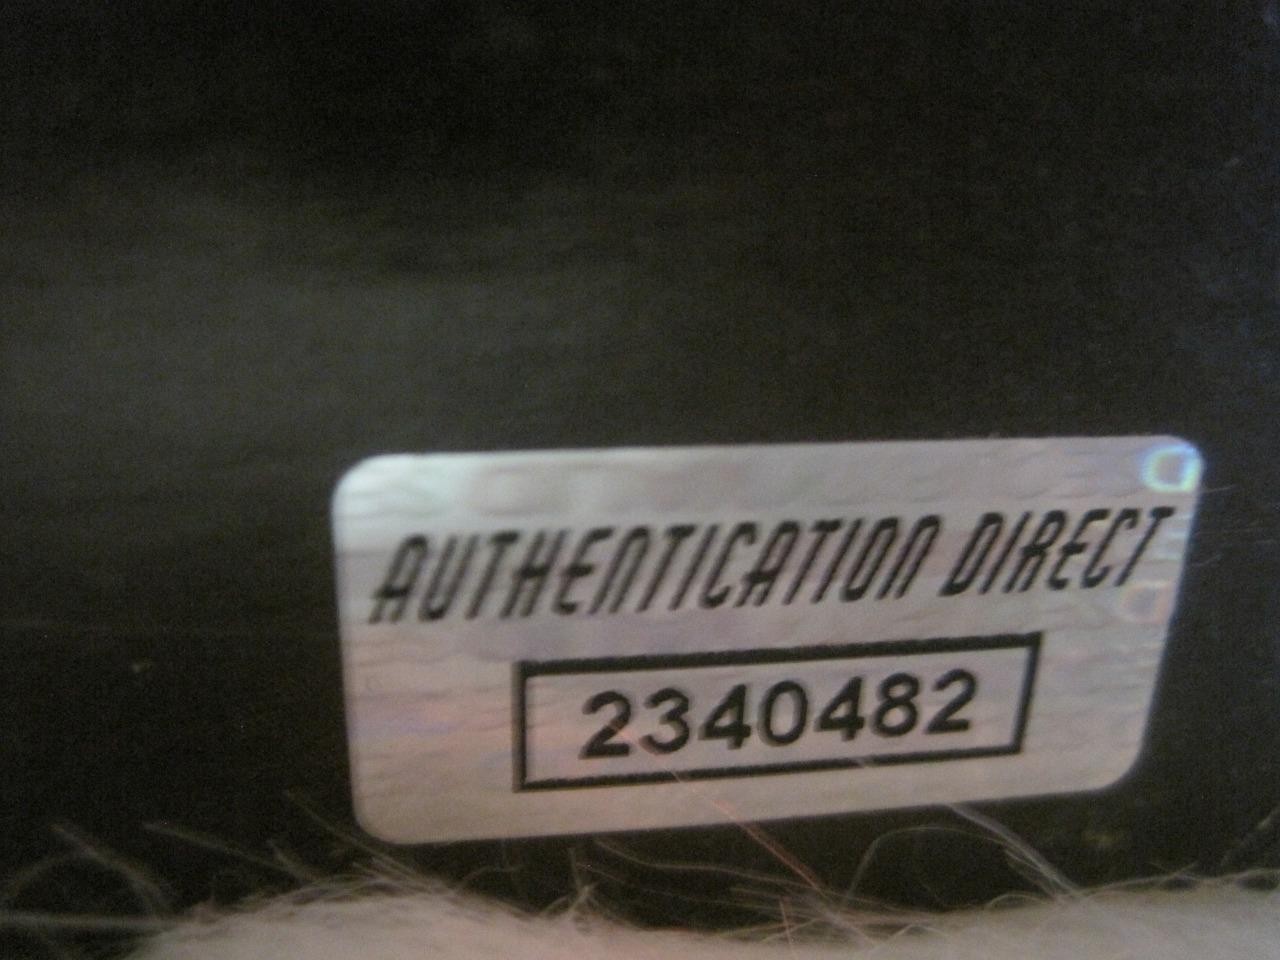 AUTHENTICATION DIRECT
2340482